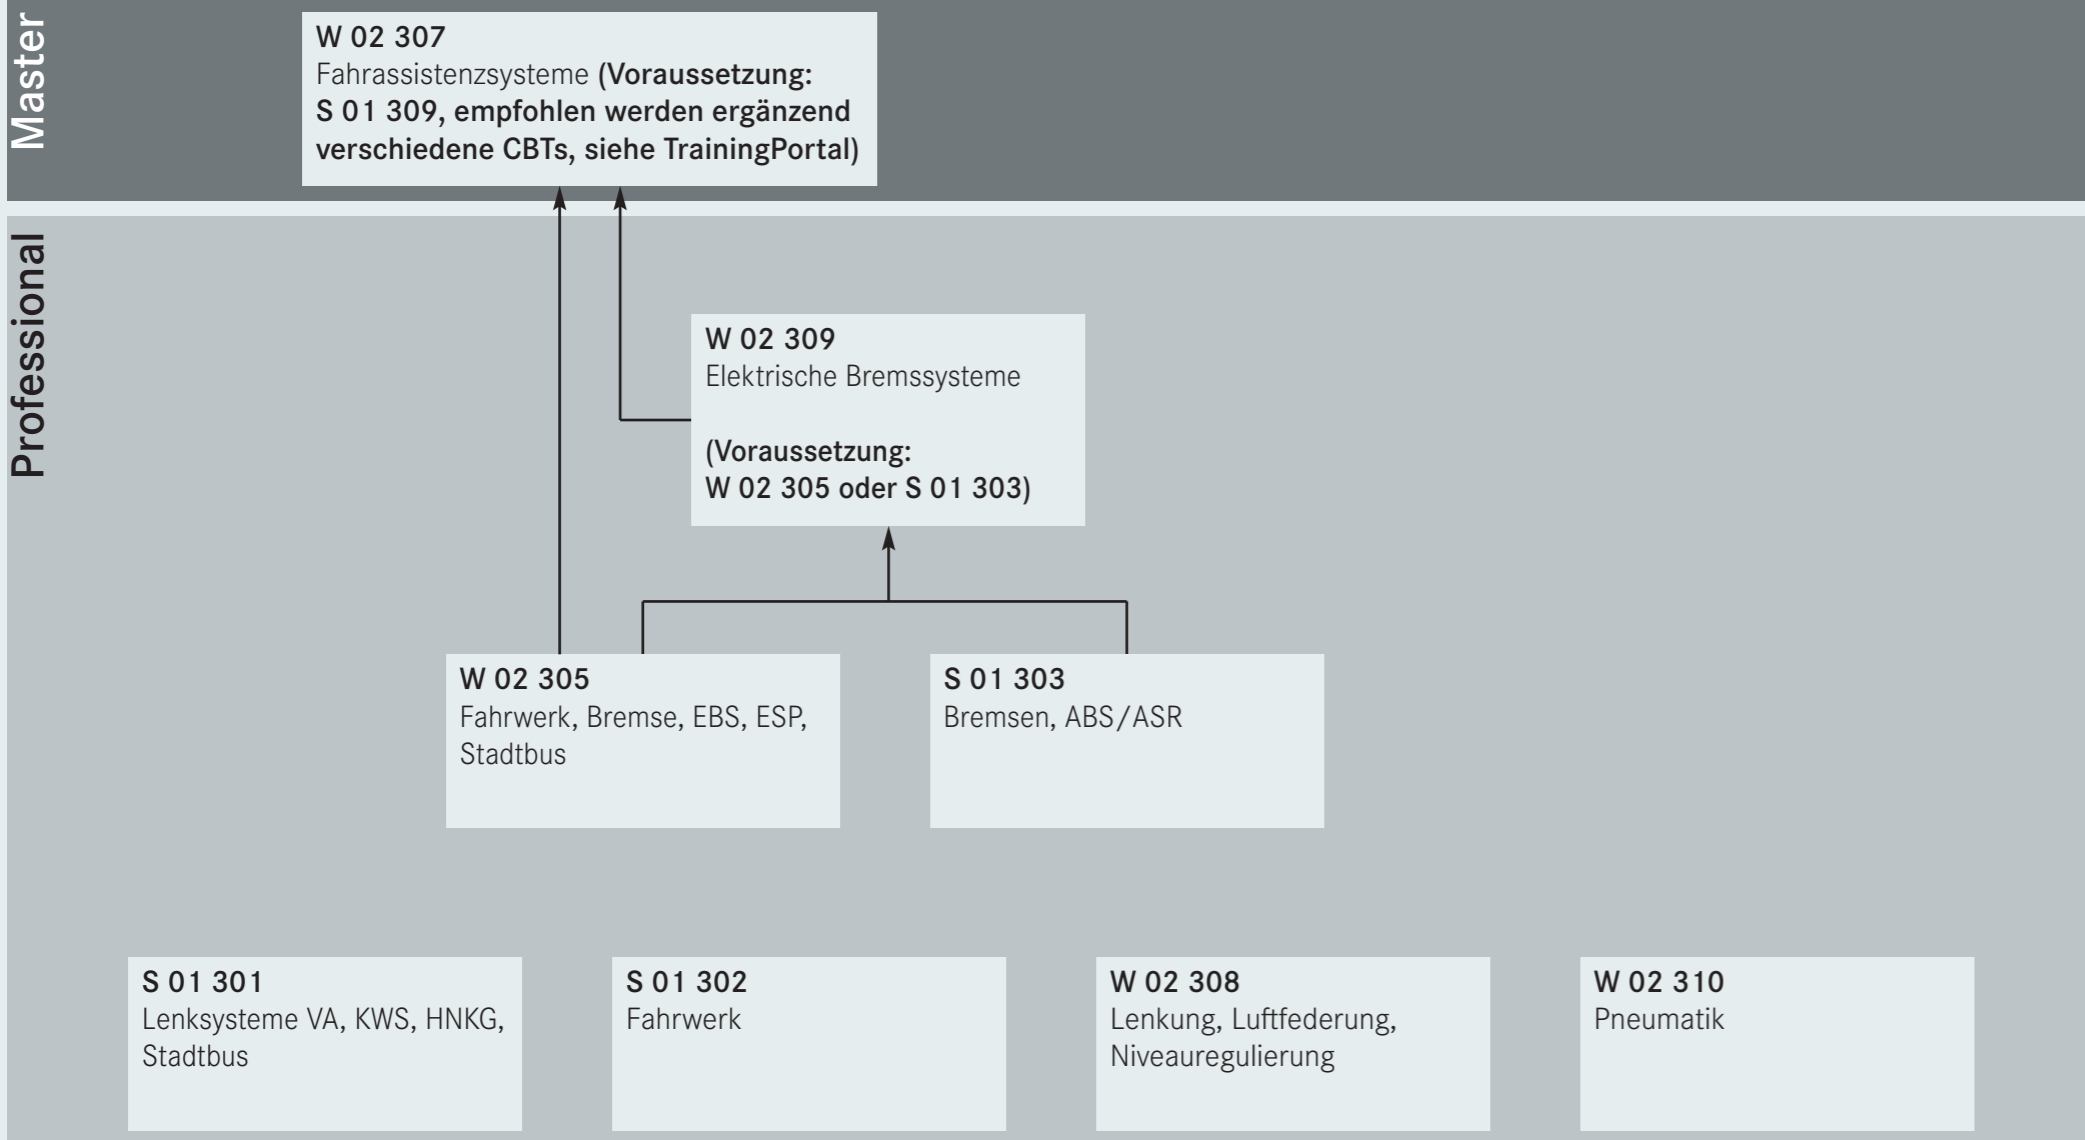 Master
W 02 307
Fahrassistenzsysteme (Voraussetzung:
S 01 309, empfohlen werden ergänzend
verschiedene CBTs, siehe TrainingPortal)
Professional
W 02 309
Elektrische Bremssysteme
(Voraussetzung:
W 02 305 oder S 01 303)
W 02 305
Fahrwerk, Bremse, EBS, ESP,
Stadtbus
S 01 303
Bremsen, ABS/ASR
S 01 301
Lenksysteme VA, KWS, HNKG,
Stadtbus
S 01 302
Fahrwerk
W 02 308
Lenkung, Luftfederung,
Niveauregulierung
W 02 310
Pneumatik